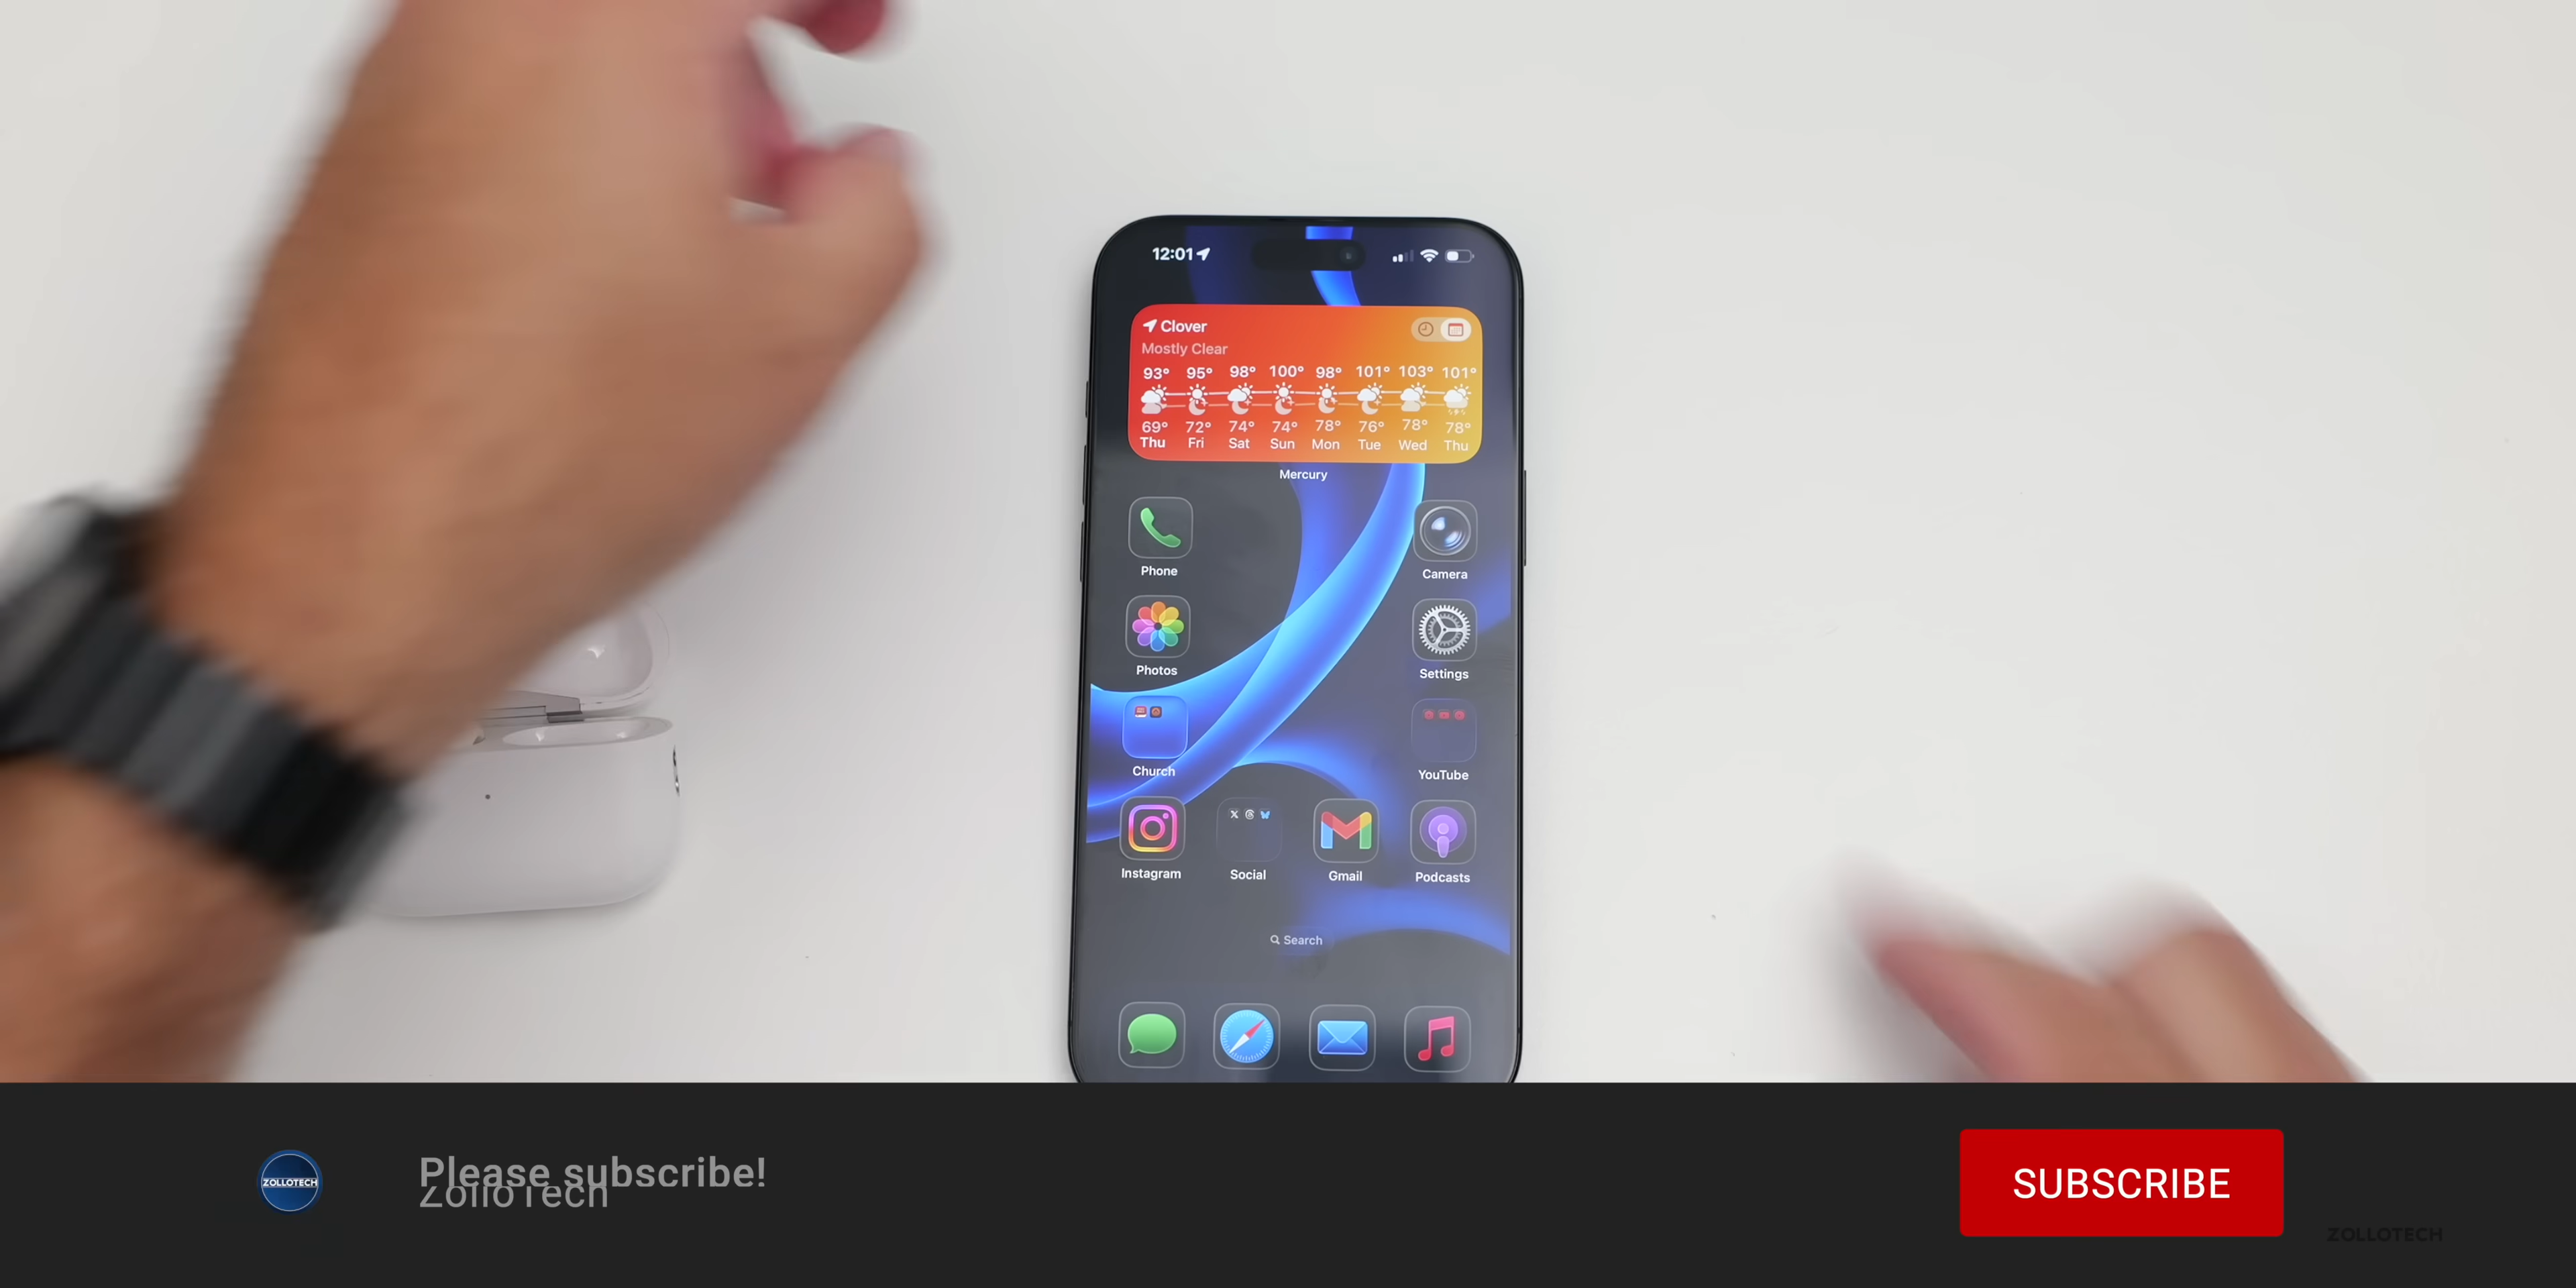 12:01
Clover
Mostly Clear
93° 95° 98° 100° 98° 101° 103° 101°
69° 72° 74° 74° 78° 76° 78° 78°
Thu Fri Sat Sun Mon Tue Wed Thu
Mercury
Phone
Camera
Photos
Settings
Church
YouTube
Instagram
Social
Gmail
Podcasts
Search
ZOLLOTECH
Please subscribe!
ZolloTech
SUBSCRIBE
ZOLLOTECH